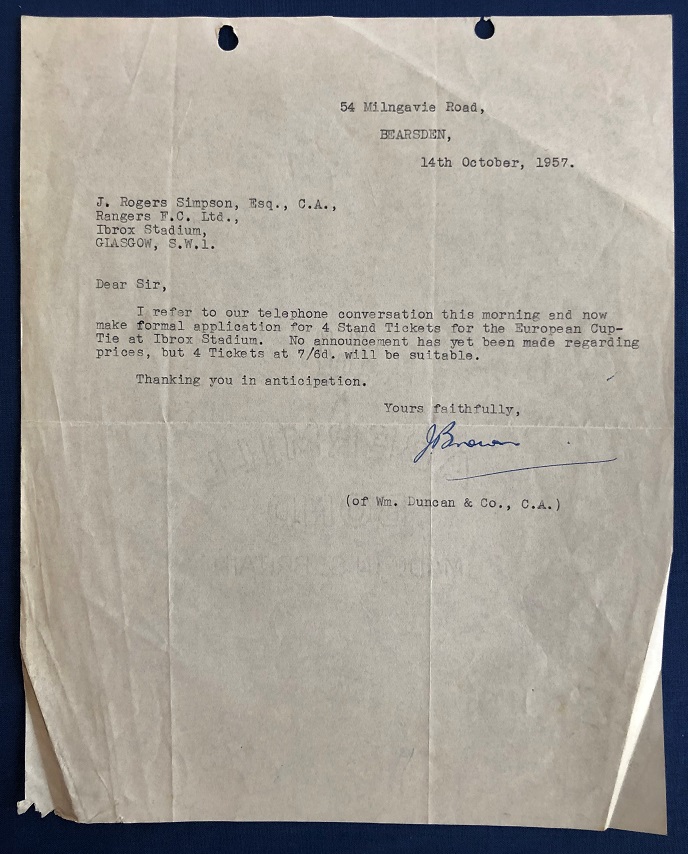 54 Milngavie Road,
BEARSDEN,
14th October, 1957.
J. Rogers Simpson, Esq., C.A.,
Rangers F.C. Ltd.,
Ibrox Stadium,
GLASGOW, S.W.1.
Dear Sir,
I refer to our telephone conversation this morning and now
make formal application for 4 Stand Tickets for the European Cup-
Tie at Ibrox Stadium. No announcement has yet been made regarding
prices, but 4 Tickets at 7/6d. will be suitable.
Thanking you in anticipation.
Yours faithfully,
J. Brown
(of Wm. Duncan & Co., C.A.)